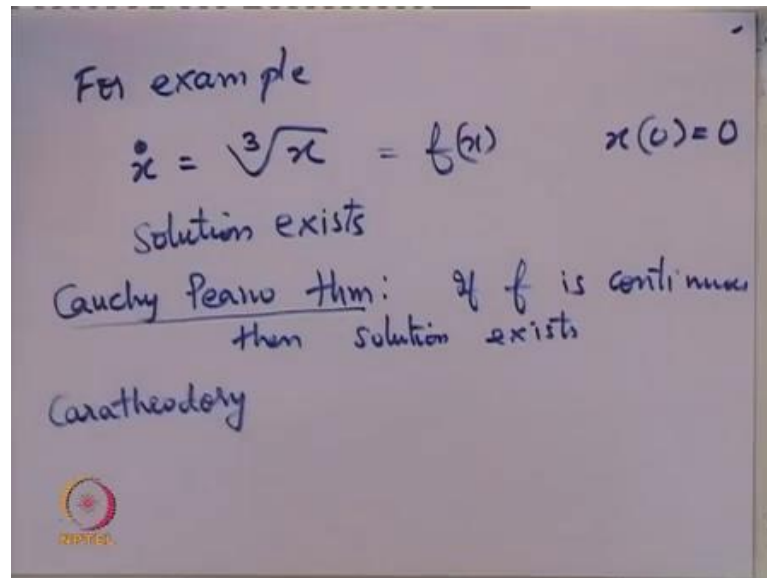 For example
ẋ = ∛x = f(x) x(0)=0
Solution exists
Cauchy Peano thm: If f is continuous
then solution exists
Caratheodory
NPTEL